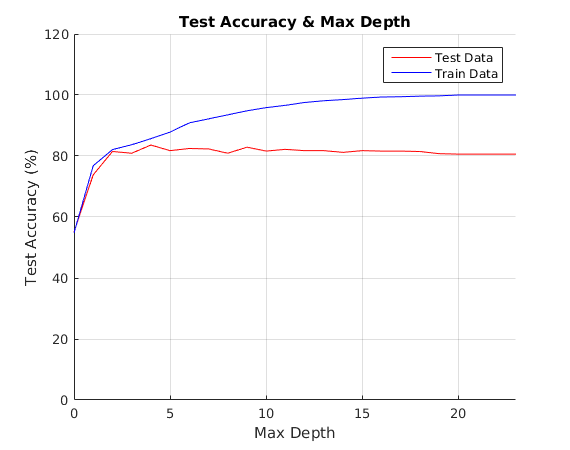 Test Accuracy & Max Depth
120
100
80
60
40
20
0
0 5 10 15 20
Test Accuracy (%)
Max Depth
Test Data
Train Data